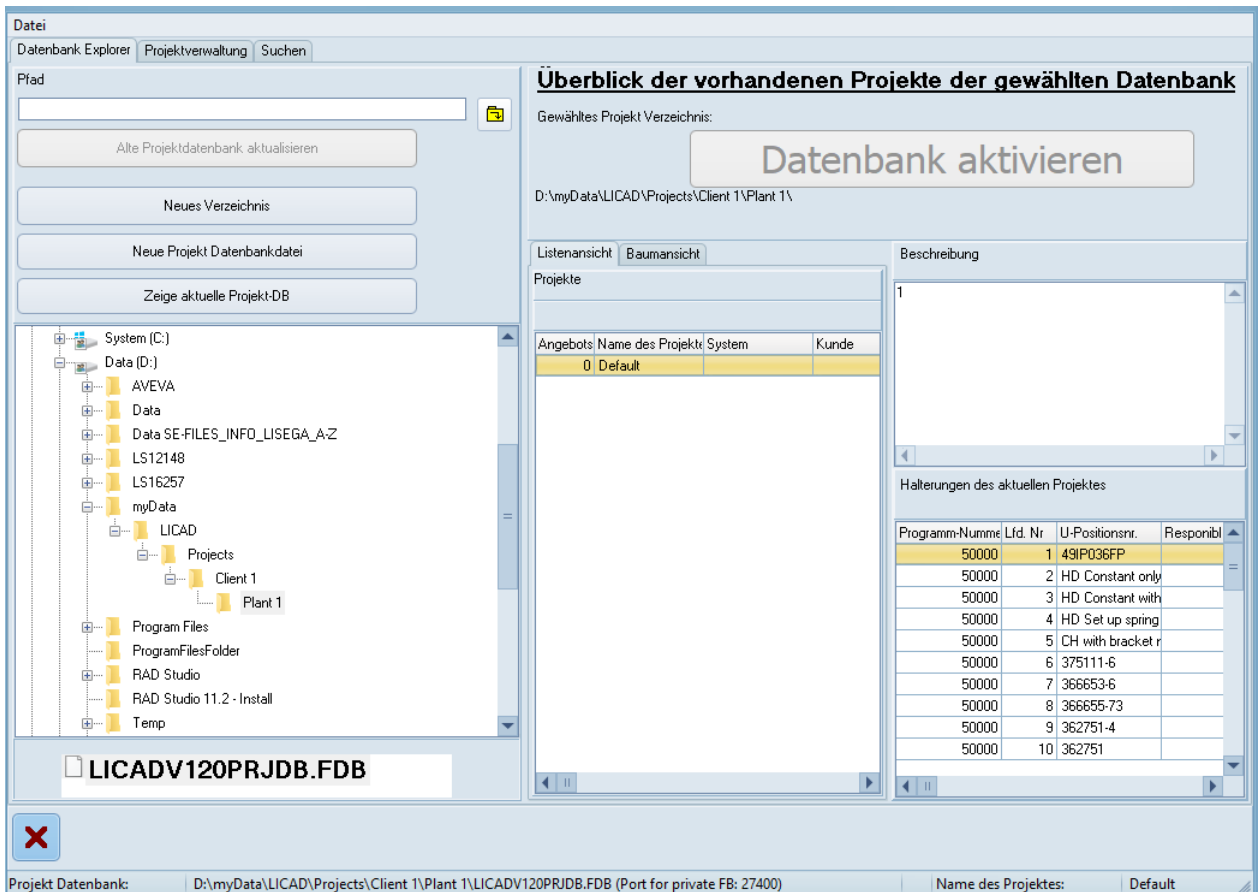 Datei
Datenbank Explorer Projektverwaltung Suchen
Pfad
Alte Projektdatenbank aktualisieren
Neues Verzeichnis
Neue Projekt Datenbankdatei
Zeige aktuelle Projekt-DB
System (C:)
Data (D:)
AVEVA
Data
Data SE-FILES_INFO_LISEGA_A-Z
LS12148
LS16257
myData
LICAD
Projects
Client 1
Plant 1
Program Files
ProgramFilesFolder
RAD Studio
RAD Studio 11.2 - Install
Temp
LICADV120PRJDB.FDB
Überblick der vorhandenen Projekte der gewählten Datenbank
Gewähltes Projekt Verzeichnis:
Datenbank aktivieren
D:\myData\LICAD\Projects\Client 1\Plant 1\
Listenansicht Baumansicht
Projekte
Angebots Name des Projekte System Kunde
0 Default
Beschreibung
1
Halterungen des aktuellen Projektes
Programm-Numme Lfd. Nr U-Positionsnr. Responibl
50000 1 49IP036FP
50000 2 HD Constant only
50000 3 HD Constant with
50000 4 HD Set up spring
50000 5 CH with bracket r
50000 6 375111-6
50000 7 366653-6
50000 8 366655-73
50000 9 362751-4
50000 10 362751
Projekt Datenbank: D:\myData\LICAD\Projects\Client 1\Plant 1\LICADV120PRJDB.FDB (Port for private FB: 27400) Name des Projektes: Default